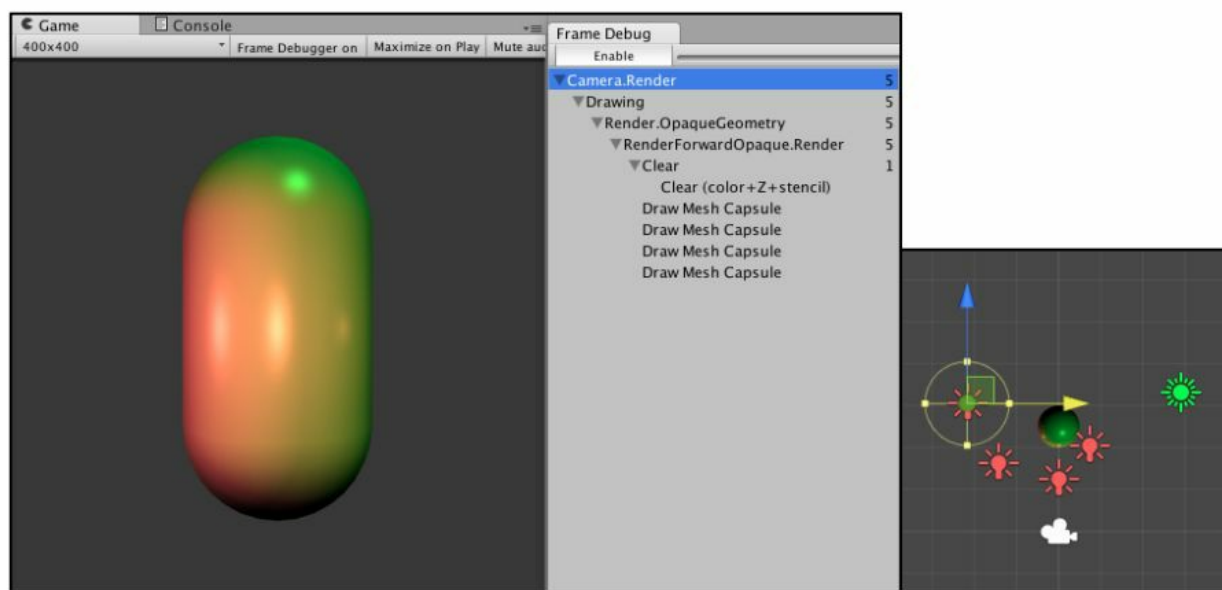 Game
Console
400x400
Frame Debugger on
Maximize on Play
Mute au
Frame Debug
Enable
Camera.Render 5
Drawing 5
Render.OpaqueGeometry 5
RenderForwardOpaque.Render 5
Clear 1
Clear (color+Z+stencil)
Draw Mesh Capsule
Draw Mesh Capsule
Draw Mesh Capsule
Draw Mesh Capsule